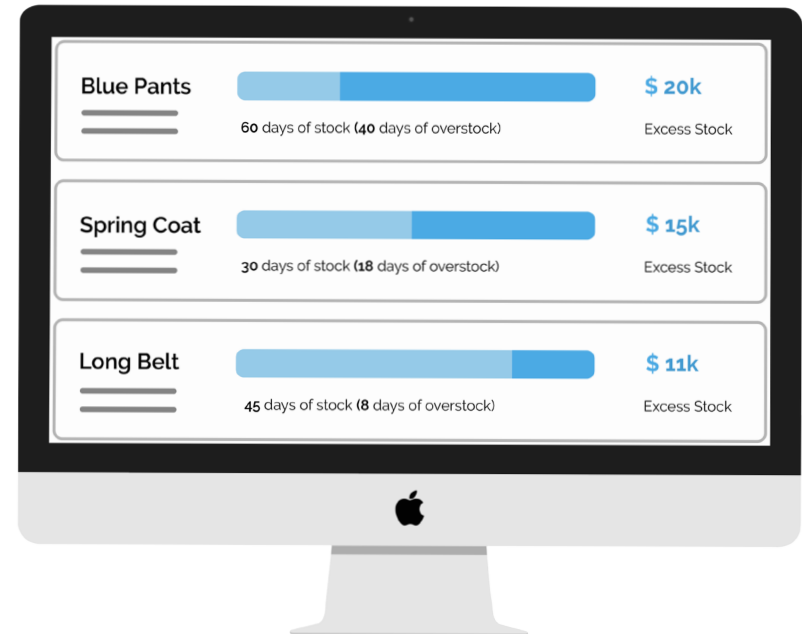 Blue Pants
$ 20k
60 days of stock (40 days of overstock)
Excess Stock
Spring Coat
$ 15k
30 days of stock (18 days of overstock)
Excess Stock
Long Belt
$ 11k
45 days of stock (8 days of overstock)
Excess Stock